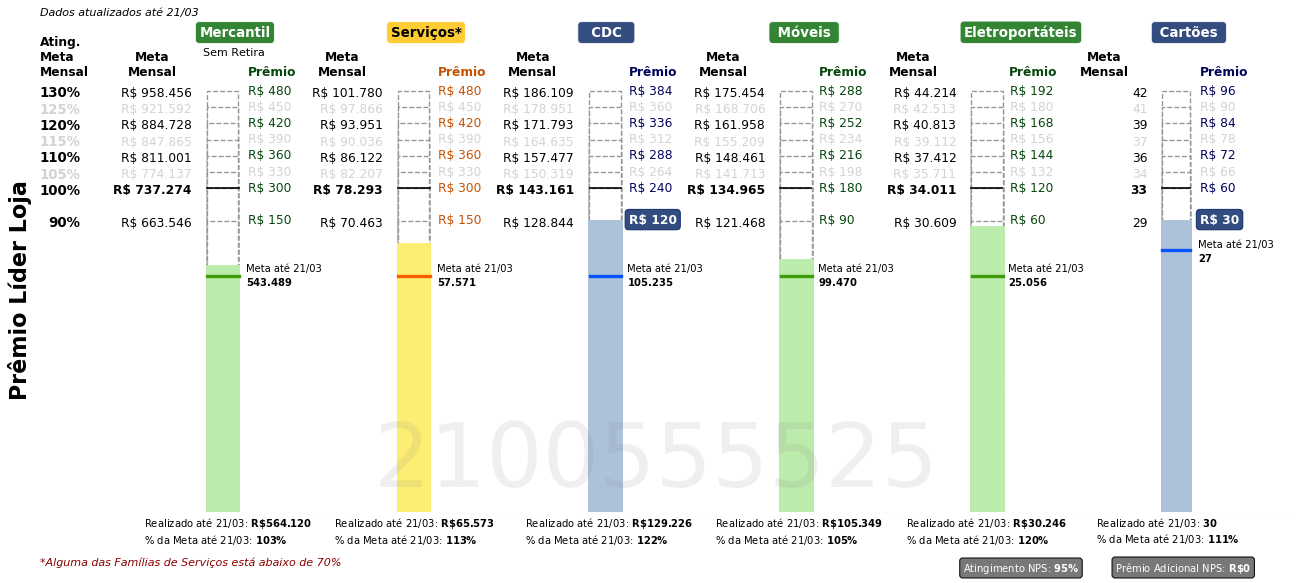 Dados atualizados até 21/03
Mercantil Serviços* CDC Móveis Eletroportáteis Cartões
Sem Retira
Ating. Meta Mensal
Meta Mensal Prêmio Meta Mensal Prêmio Meta Mensal Prêmio Meta Mensal Prêmio Meta Mensal Prêmio Meta Mensal Prêmio
130% R$ 958.456 R$ 480 R$ 101.780 R$ 480 R$ 186.109 R$ 384 R$ 175.454 R$ 288 R$ 44.214 R$ 192 42 R$ 96
125% R$ 921.592 R$ 450 R$ 97.866 R$ 450 R$ 178.951 R$ 360 R$ 168.706 R$ 270 R$ 42.513 R$ 180 41 R$ 90
120% R$ 884.728 R$ 420 R$ 93.951 R$ 420 R$ 171.793 R$ 336 R$ 161.958 R$ 252 R$ 40.813 R$ 168 39 R$ 84
115% R$ 847.865 R$ 390 R$ 90.036 R$ 390 R$ 164.635 R$ 312 R$ 155.209 R$ 234 R$ 39.112 R$ 156 37 R$ 78
110% R$ 811.001 R$ 360 R$ 86.122 R$ 360 R$ 157.477 R$ 288 R$ 148.461 R$ 216 R$ 37.412 R$ 144 36 R$ 72
105% R$ 774.137 R$ 330 R$ 82.207 R$ 330 R$ 150.319 R$ 264 R$ 141.713 R$ 198 R$ 35.711 R$ 132 34 R$ 66
100% R$ 737.274 R$ 300 R$ 78.293 R$ 300 R$ 143.161 R$ 240 R$ 134.965 R$ 180 R$ 34.011 R$ 120 33 R$ 60
90% R$ 663.546 R$ 150 R$ 70.463 R$ 150 R$ 128.844 R$ 120 R$ 121.468 R$ 90 R$ 30.609 R$ 60 29 R$ 30
Prêmio Líder Loja
Meta até 21/03
543.489
Meta até 21/03
57.571
Meta até 21/03
105.235
Meta até 21/03
99.470
Meta até 21/03
25.056
Meta até 21/03
27
2100555525
Realizado até 21/03: R$564.120 Realizado até 21/03: R$65.573 Realizado até 21/03: R$129.226 Realizado até 21/03: R$105.349 Realizado até 21/03: R$30.246 Realizado até 21/03: 30
% da Meta até 21/03: 103% % da Meta até 21/03: 113% % da Meta até 21/03: 122% % da Meta até 21/03: 105% % da Meta até 21/03: 120% % da Meta até 21/03: 111%
*Alguma das Famílias de Serviços está abaixo de 70%
Atingimento NPS: 95% Prêmio Adicional NPS: R$0